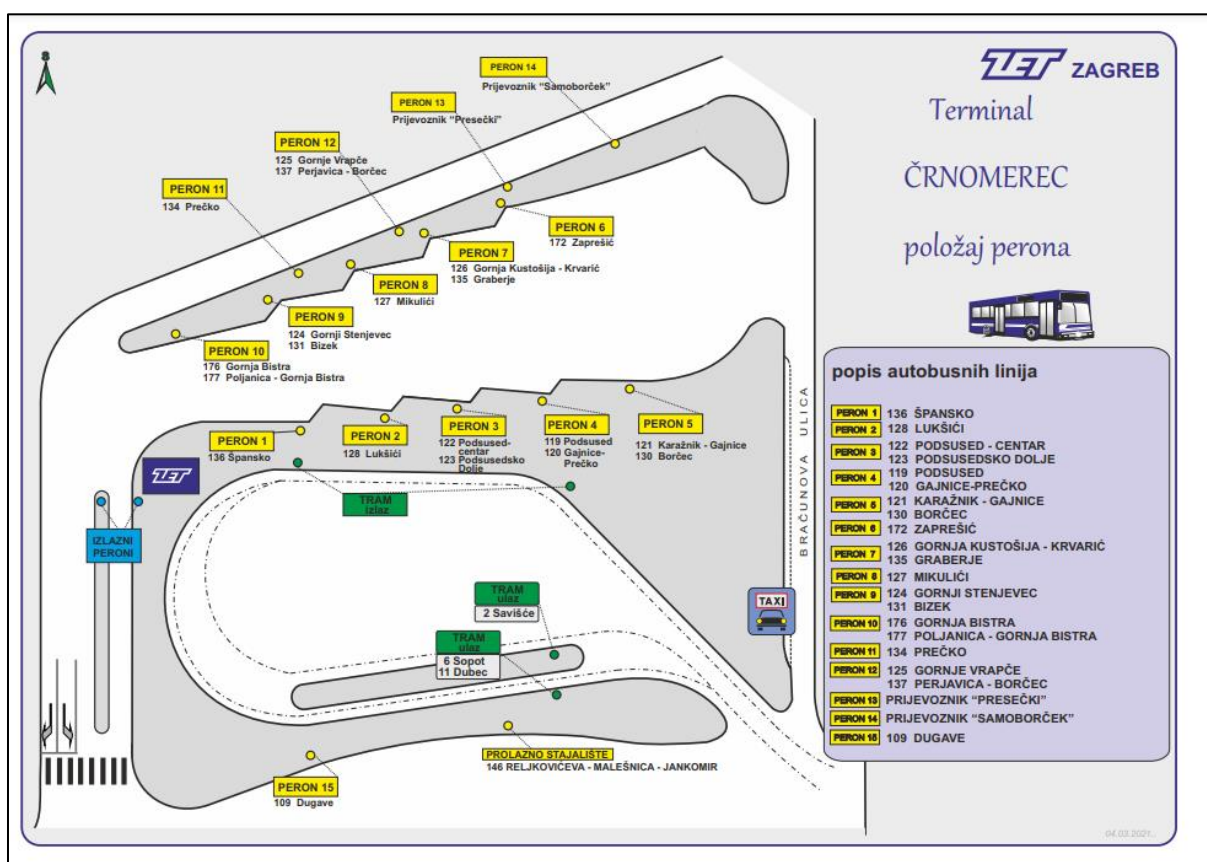 S
ZET ZAGREB
Terminal
ČRNOMEREC
položaj perona
PERON 14
Prijevoznik “Samoborček”
PERON 13
Prijevoznik “Presečki”
PERON 12
125 Gornje Vrapče
137 Perjavica - Borčec
PERON 11
134 Prečko
PERON 6
172 Zaprešić
PERON 7
126 Gornja Kustošija - Krvarić
135 Graberje
PERON 8
127 Mikulići
PERON 9
124 Gornji Stenjevec
131 Bizek
PERON 10
176 Gornja Bistra
177 Poljanica - Gornja Bistra
PERON 1
136 Špansko
PERON 2
128 Lukšići
PERON 3
122 Podsused-
centar
123 Podsusedsko
Dolje
PERON 4
119 Podsused
120 Gajnice-
Prečko
PERON 5
121 Karažnik - Gajnice
130 Borčec
ZET
TRAM
izlaz
IZLAZNI
PERONI
BRAČUNOVA ULICA
TAXI
TRAM
ulaz
2 Savišće
TRAM
ulaz
6 Sopot
11 Dubec
PROLAZNO STAJALIŠTE
146 RELJKOVIĆEVA - MALEŠNICA - JANKOMIR
PERON 15
109 Dugave
popis autobusnih linija
PERON 1 136 ŠPANSKO
PERON 2 128 LUKŠIĆI
PERON 3 122 PODSUSED - CENTAR
123 PODSUSEDSKO DOLJE
PERON 4 119 PODSUSED
120 GAJNICE-PREČKO
PERON 5 121 KARAŽNIK - GAJNICE
130 BORČEC
PERON 6 172 ZAPREŠIĆ
PERON 7 126 GORNJA KUSTOŠIJA - KRVARIĆ
135 GRABERJE
PERON 8 127 MIKULIĆI
PERON 9 124 GORNJI STENJEVEC
131 BIZEK
PERON 10 176 GORNJA BISTRA
177 POLJANICA - GORNJA BISTRA
PERON 11 134 PREČKO
PERON 12 125 GORNJE VRAPČE
137 PERJAVICA - BORČEC
PERON 13 PRIJEVOZNIK “PRESEČKI”
PERON 14 PRIJEVOZNIK “SAMOBORČEK”
PERON 15 109 DUGAVE
04.03.2021..